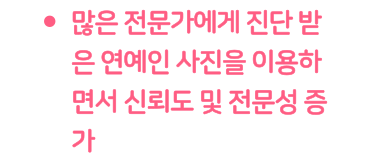 • 많은 전문가에게 진단 받
은 연예인 사진을 이용하
면서 신뢰도 및 전문성 증
가